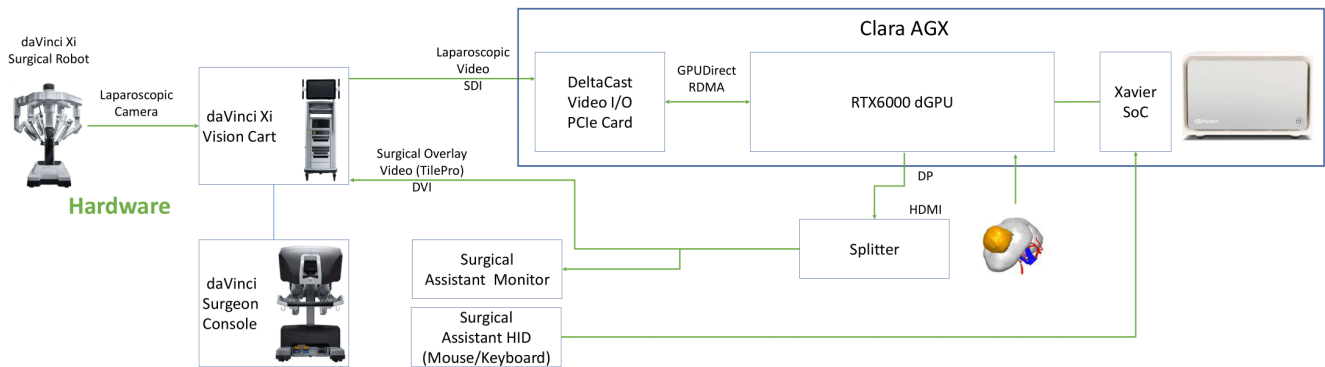 Clara AGX
daVinci Xi
Surgical Robot
Laparoscopic
Camera
daVinci Xi
Vision Cart
Laparoscopic
Video
SDI
DeltaCast
Video I/O
PCIe Card
GPUDirect
RDMA
RTX6000 dGPU
Xavier
SoC
Surgical Overlay
Video (TilePro)
DVI
DP
HDMI
Hardware
Splitter
daVinci
Surgeon
Console
Surgical
Assistant Monitor
Surgical
Assistant HID
(Mouse/Keyboard)